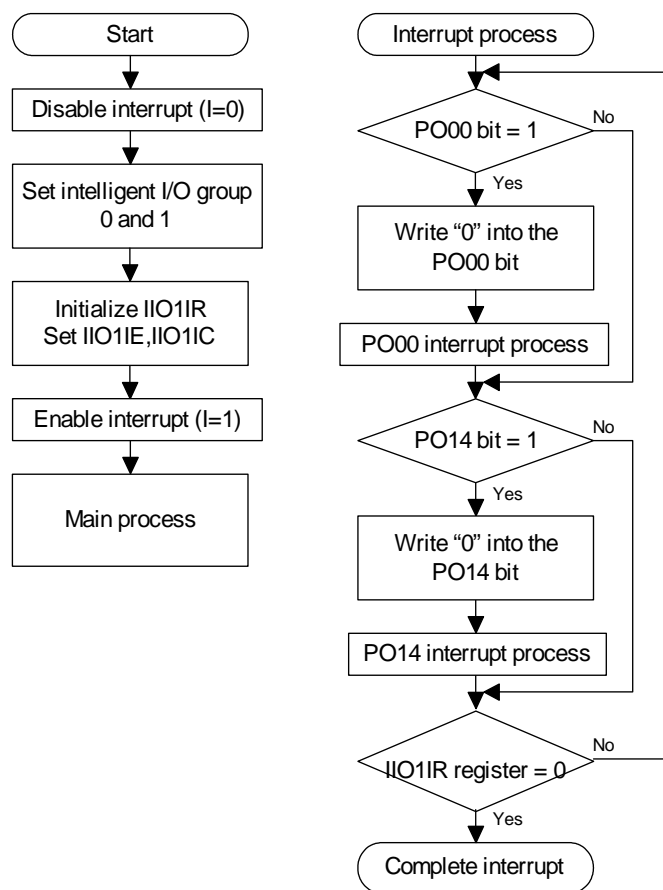 Start
Disable interrupt (I=0)
Set intelligent I/O group
0 and 1
Initialize IIO1IR
Set IIO1IE,IIO1IC
Enable interrupt (I=1)
Main process
Interrupt process
PO00 bit = 1
No
Yes
Write “0” into the
PO00 bit
PO00 interrupt process
PO14 bit = 1
No
Yes
Write “0” into the
PO14 bit
PO14 interrupt process
IIO1IR register = 0
No
Yes
Complete interrupt